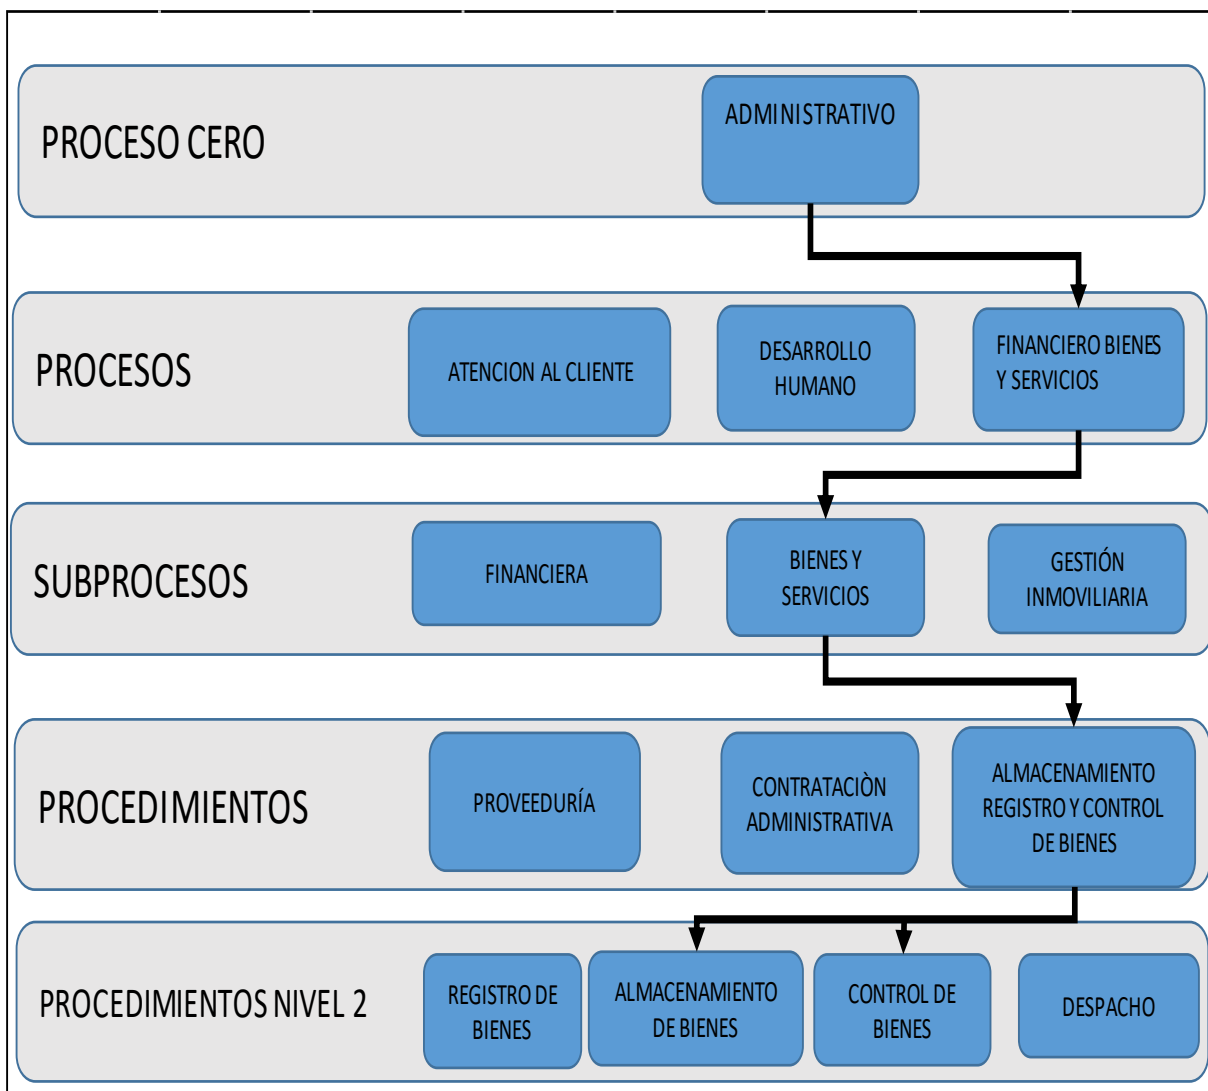 PROCESO CERO
ADMINISTRATIVO
PROCESOS
ATENCION AL CLIENTE
DESARROLLO
HUMANO
FINANCIERO BIENES
Y SERVICIOS
SUBPROCESOS
FINANCIERA
BIENES Y
SERVICIOS
GESTIÓN
INMOVILIARIA
PROCEDIMIENTOS
PROVEEDURÍA
CONTRATACIÒN
ADMINISTRATIVA
ALMACENAMIENTO
REGISTRO Y CONTROL
DE BIENES
PROCEDIMIENTOS NIVEL 2
REGISTRO DE
BIENES
ALMACENAMIENTO
DE BIENES
CONTROL DE
BIENES
DESPACHO